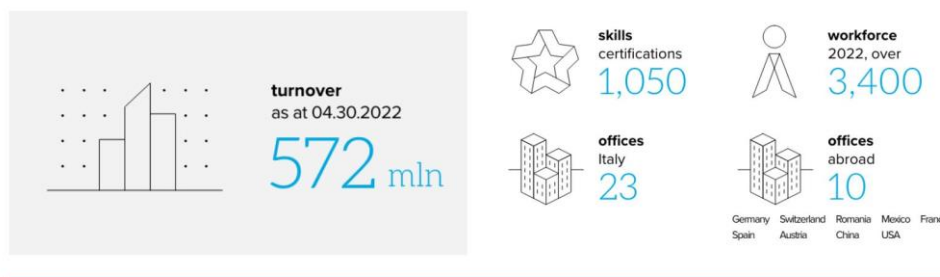 turnover
as at 04.30.2022
572 mln
skills
certifications
1,050
workforce
2022, over
3,400
offices
Italy
23
offices
abroad
10
Germany Switzerland Romania Mexico
Spain Austria China USA